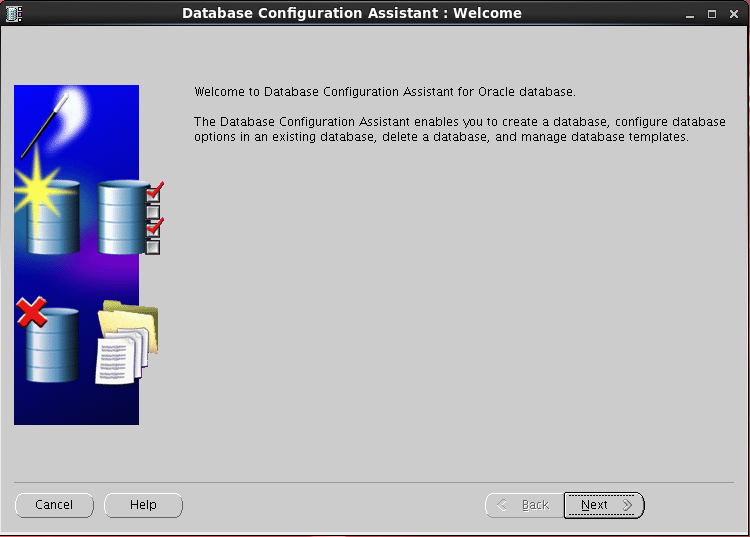 Database Configuration Assistant : Welcome
Welcome to Database Configuration Assistant for Oracle database.
The Database Configuration Assistant enables you to create a database, configure database
options in an existing database, delete a database, and manage database templates.
Cancel
Help
Back
Next